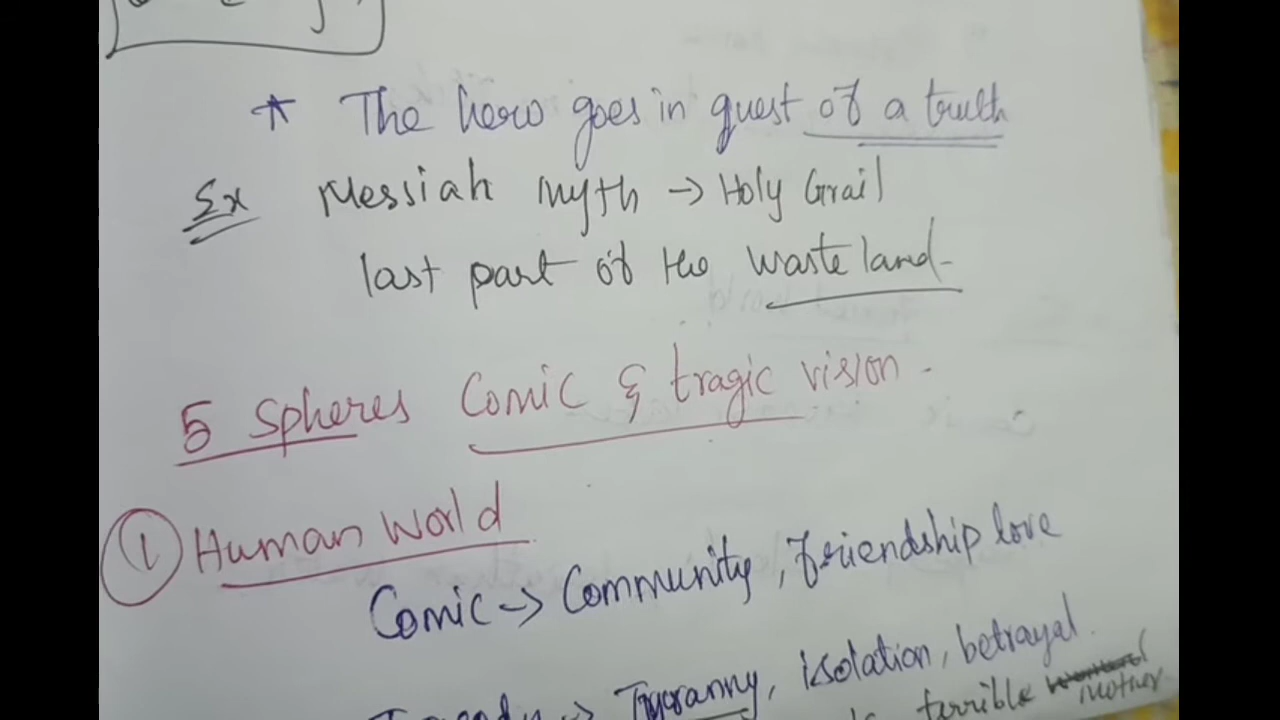 * The hero goes in quest of a truth
Ex Messiah myth → Holy Grail
last part of the waste land
5 Spheres Comic & tragic vision.
① Human World
Comic → Community, friendship love
Tragedy → Tyranny, isolation, betrayal.
terrible mother